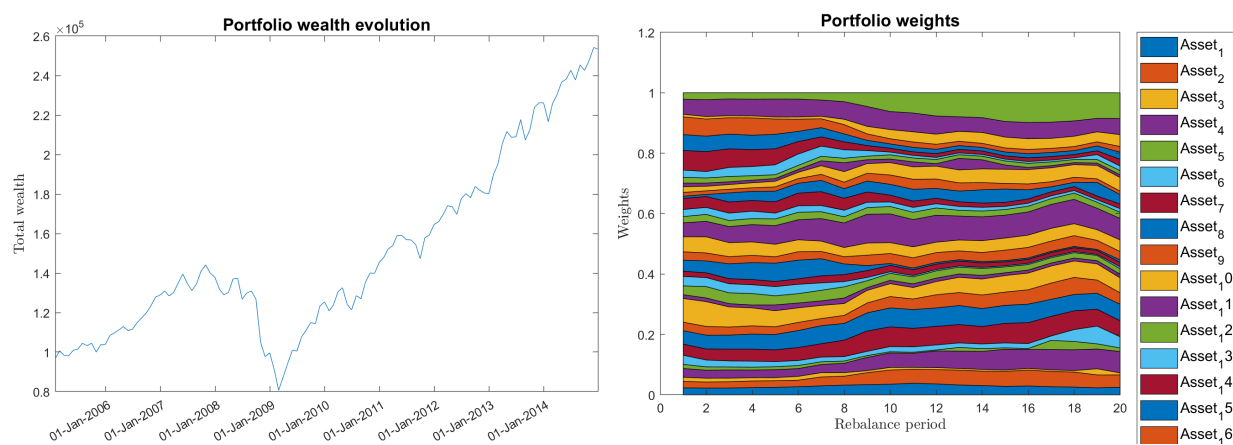 Portfolio wealth evolution
×10⁵
2.6
2.4
2.2
2
1.8
1.6
1.4
1.2
1
0.8
Total wealth
01-Jan-2006
01-Jan-2007
01-Jan-2008
01-Jan-2009
01-Jan-2010
01-Jan-2011
01-Jan-2012
01-Jan-2013
01-Jan-2014
Portfolio weights
1.2
1
0.8
0.6
0.4
0.2
0
Weights
0 2 4 6 8 10 12 14 16 18 20
Rebalance period
Asset₁
Asset₂
Asset₃
Asset₄
Asset₅
Asset₆
Asset₇
Asset₈
Asset₉
Asset₁0
Asset₁1
Asset₁2
Asset₁3
Asset₁4
Asset₁5
Asset₁6